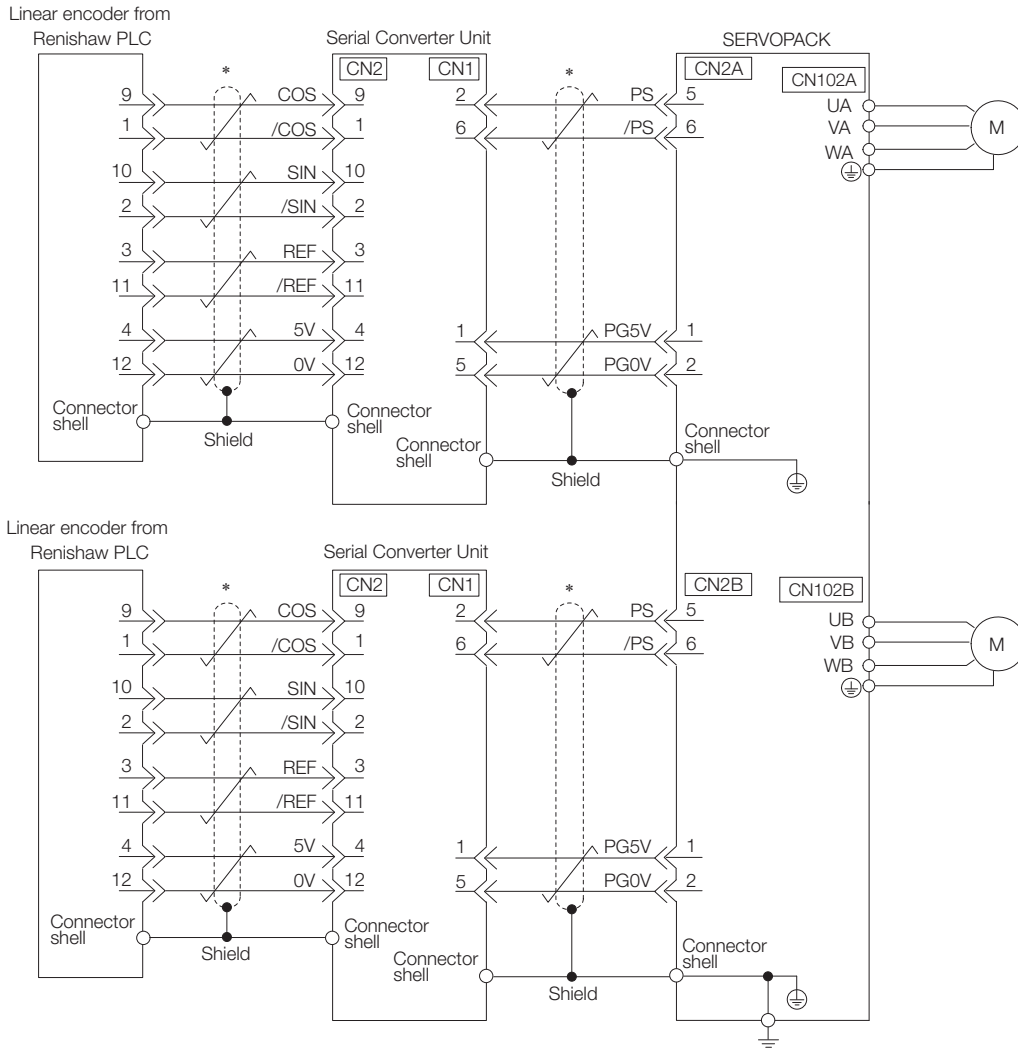 Linear encoder from
Renishaw PLC
Serial Converter Unit
SERVOPACK
* CN2 CN1 * CN2A
CN102A
9 COS 9 2 PS 5
1 /COS 1 6 /PS 6
10 SIN 10
2 /SIN 2
3 REF 3
11 /REF 11
4 5V 4 1 PG5V 1
12 0V 12 5 PG0V 2
UA
VA
WA
M
Connector
shell
Shield
Connector
shell
Connector
shell
Shield
Connector
shell
Linear encoder from
Renishaw PLC
Serial Converter Unit
* CN2 CN1 * CN2B
CN102B
9 COS 9 2 PS 5
1 /COS 1 6 /PS 6
10 SIN 10
2 /SIN 2
3 REF 3
11 /REF 11
4 5V 4 1 PG5V 1
12 0V 12 5 PG0V 2
UB
VB
WB
M
Connector
shell
Shield
Connector
shell
Connector
shell
Shield
Connector
shell